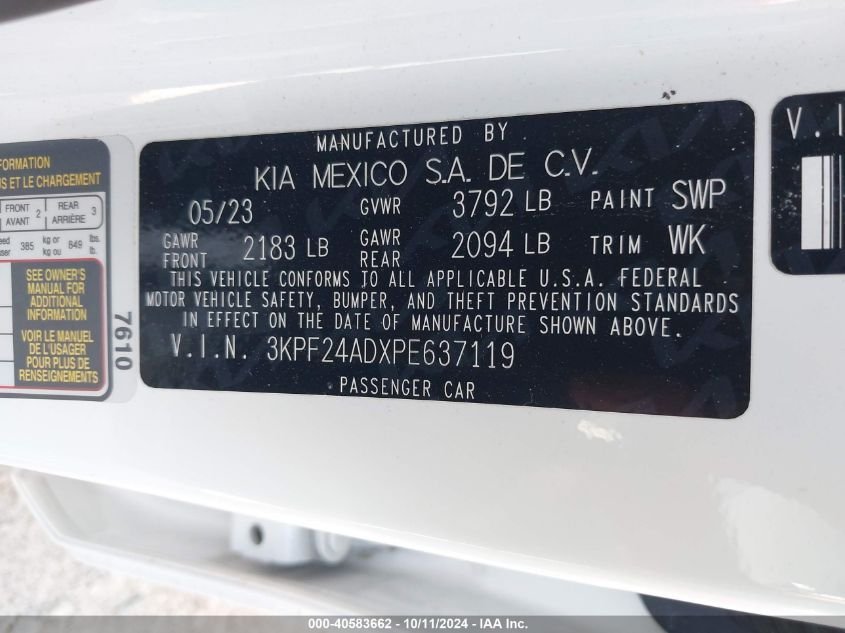 MANUFACTURED BY
KIA MEXICO S.A. DE C.V.
05/23 GVWR 3792 LB PAINT SWP
GAWR FRONT 2183 LB GAWR REAR 2094 LB TRIM WK
THIS VEHICLE CONFORMS TO ALL APPLICABLE U.S.A. FEDERAL
MOTOR VEHICLE SAFETY, BUMPER, AND THEFT PREVENTION STANDARDS
IN EFFECT ON THE DATE OF MANUFACTURE SHOWN ABOVE.
V.I.N. 3KPF24ADXPE637119
PASSENGER CAR
US ET LE CHARGEMENT
FRONT AVANT 2 REAR ARRIÈRE 3
385 kg or kg ou 849 lbs. lb.
SEE OWNER'S
MANUAL FOR
ADDITIONAL
INFORMATION
VOIR LE MANUEL
DE L'USAGER
POUR PLUS DE
RENSEIGNEMENTS
7610
V.I
000-40583662 - 10/11/2024 - IAA Inc.